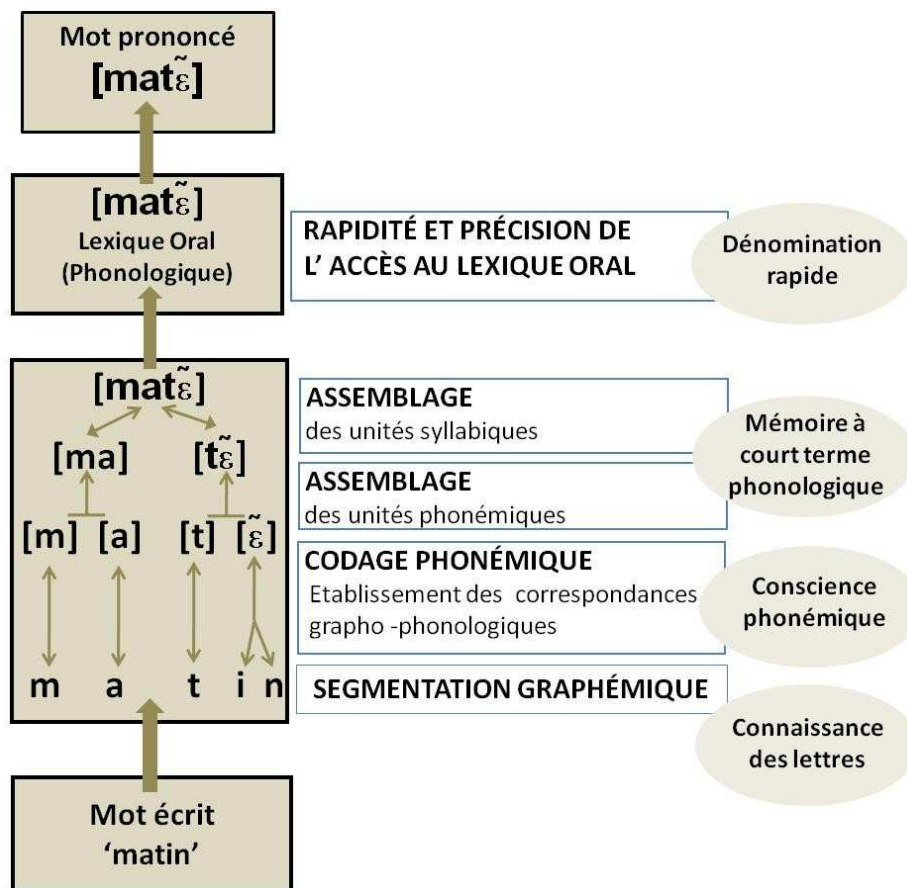 Mot prononcé
[matɛ̃]
[matɛ̃]
Lexique Oral
(Phonologique)
RAPIDITÉ ET PRÉCISION DE
L’ ACCÈS AU LEXIQUE ORAL
Dénomination
rapide
[matɛ̃]
[ma] [tɛ̃]
[m] [a] [t] [ɛ̃]
m a t i n
ASSEMBLAGE
des unités syllabiques
ASSEMBLAGE
des unités phonémiques
Mémoire à
court terme
phonologique
CODAGE PHONÉMIQUE
Etablissement des correspondances
grapho -phonologiques
Conscience
phonémique
SEGMENTATION GRAPHÉMIQUE
Connaissance
des lettres
Mot écrit
‘matin’